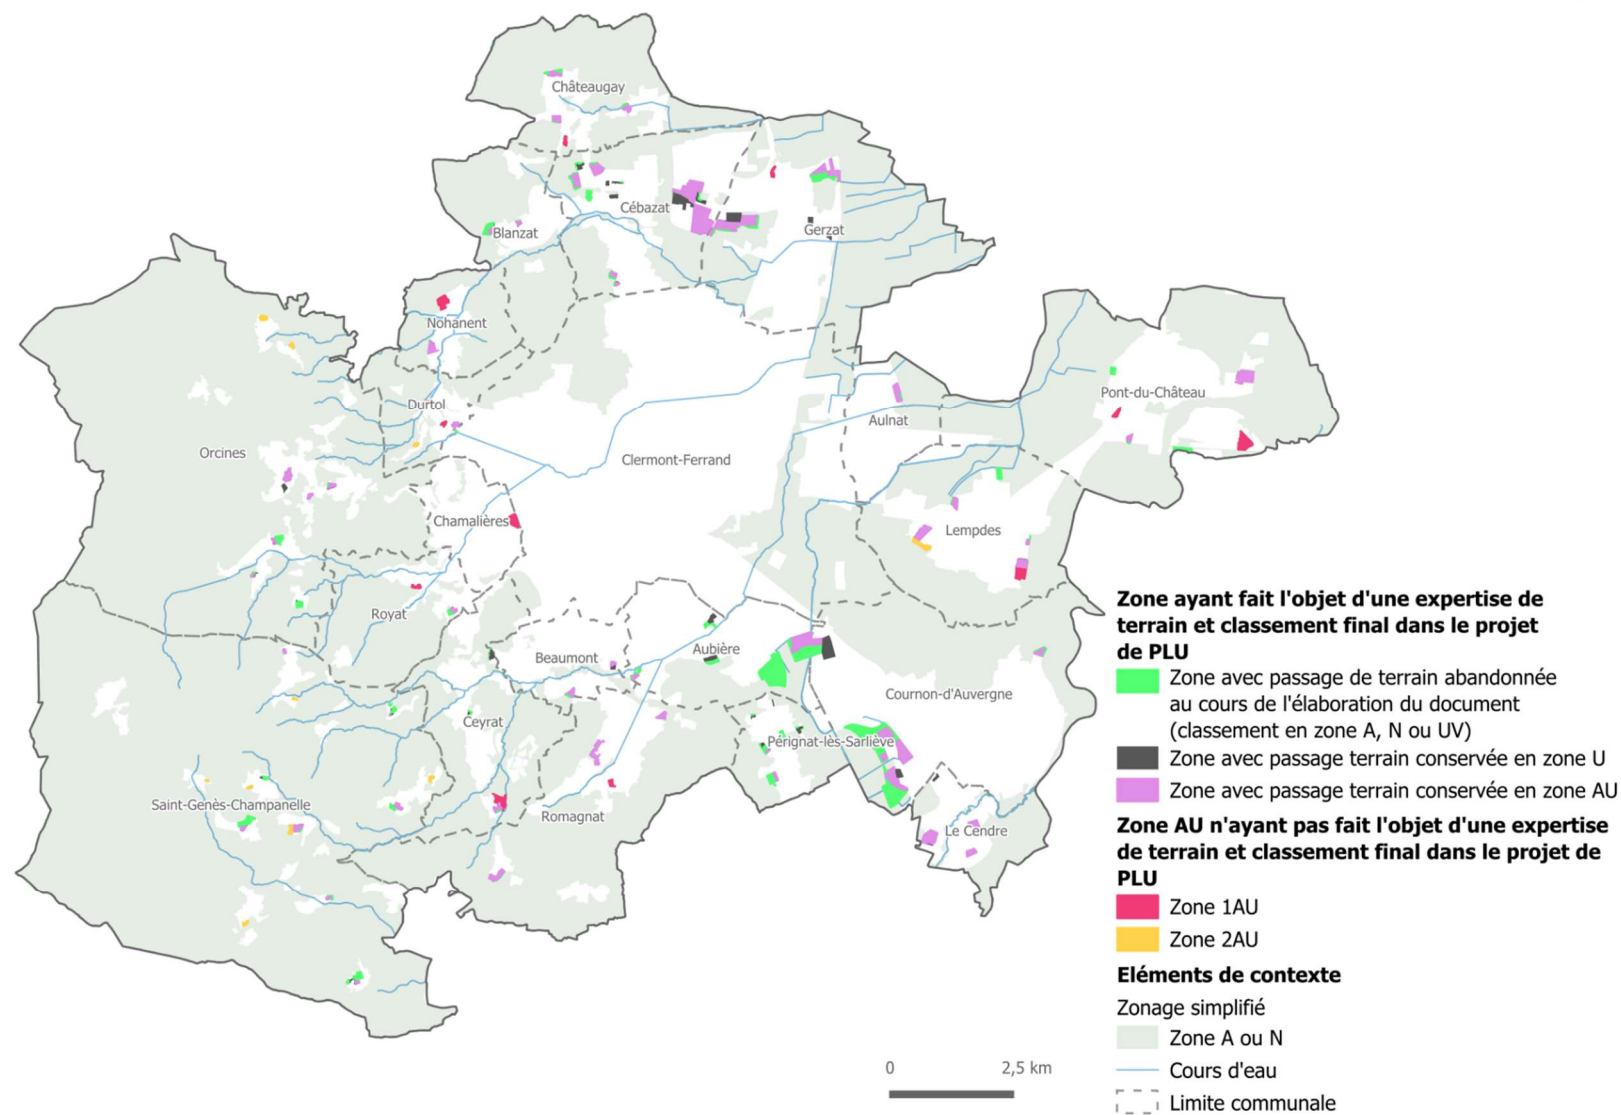 Châteaugay
Cébazat
Blanzat
Gerzat
Nohanent
Durtol
Pont-du-Château
Aulnat
Orcines
Clermont-Ferrand
Chamalières
Lempdes
Royat
Beaumont
Aubière
Cournon-d'Auvergne
Ceyrat
Pérignat-lès-Sarliève
Saint-Genès-Champanelle
Romagnat
Le Cendre
Zone ayant fait l'objet d'une expertise de
terrain et classement final dans le projet
de PLU
Zone avec passage de terrain abandonnée
au cours de l'élaboration du document
(classement en zone A, N ou UV)
Zone avec passage terrain conservée en zone U
Zone avec passage terrain conservée en zone AU
Zone AU n'ayant pas fait l'objet d'une expertise
de terrain et classement final dans le projet de
PLU
Zone 1AU
Zone 2AU
Eléments de contexte
Zonage simplifié
Zone A ou N
Cours d'eau
Limite communale
0 2,5 km